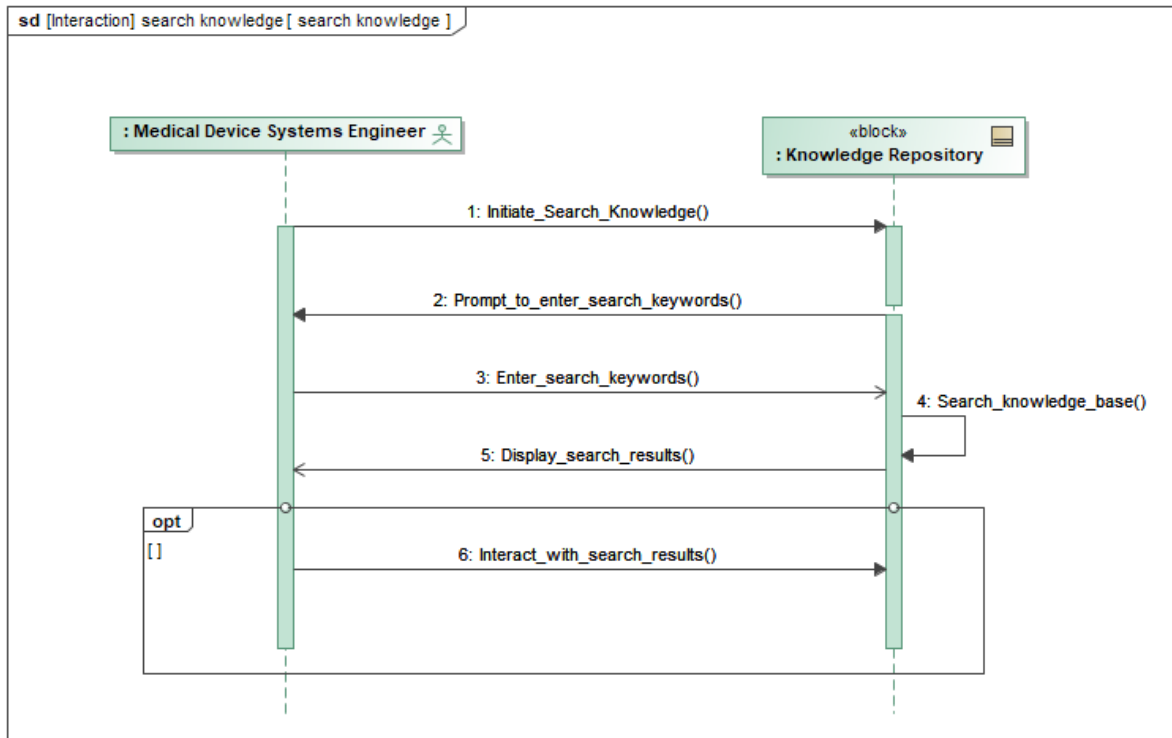 sd [Interaction] search knowledge [ search knowledge ]
: Medical Device Systems Engineer
«block»
: Knowledge Repository
1: Initiate_Search_Knowledge()
2: Prompt_to_enter_search_keywords()
3: Enter_search_keywords()
4: Search_knowledge_base()
5: Display_search_results()
opt
[ ]
6: Interact_with_search_results()